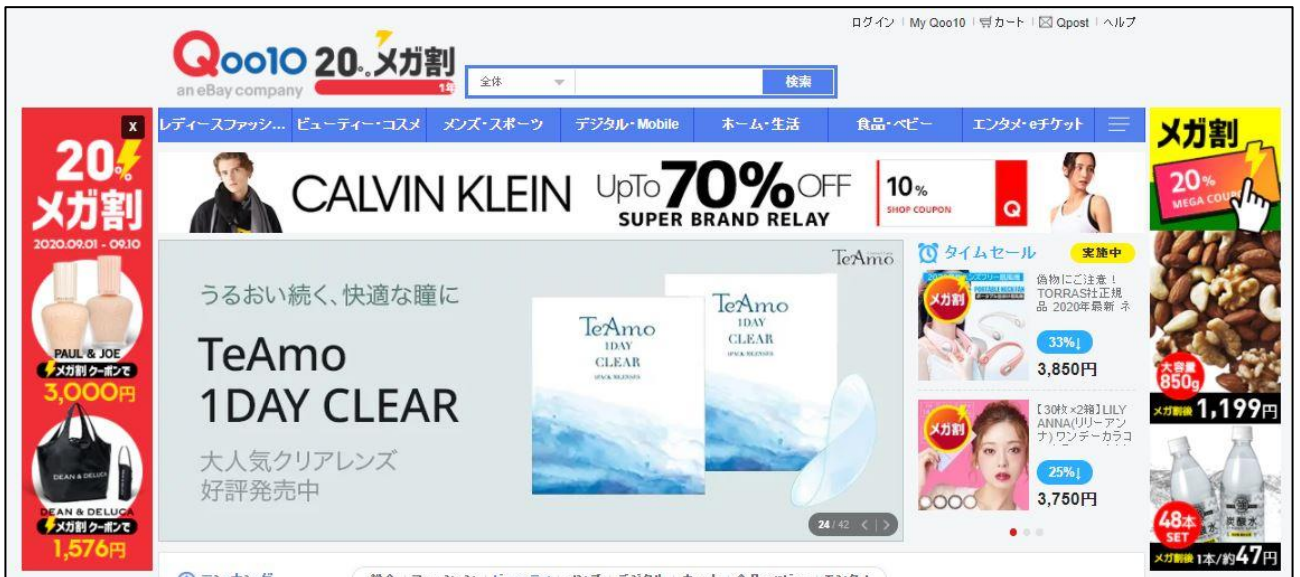 ログイン | My Qoo10 | カート | Qpost | ヘルプ
Qoo10 20%メガ割
an eBay company
全体
検索
レディースファッシ... ビューティー・コスメ メンズ・スポーツ デジタル・Mobile ホーム・生活 食品・ベビー エンタメ・eチケット
X
20%
メガ割
2020.09.01 - 09.10
PAUL & JOE
メガ割クーポンで
3,000円
DEAN & DELUCA
DEAN & DELUCA
メガ割クーポンで
1,576円
CALVIN KLEIN UpTo 70% OFF
SUPER BRAND RELAY
10%
SHOP COUPON
Q
TeAmo
うるおい続く、快適な瞳に
TeAmo
1DAY CLEAR
大人気クリアレンズ
好評発売中
TeAmo
1DAY
CLEAR
TeAmo
1DAY
CLEAR
24 / 42 < | >
タイムセール 実施中
メガ割
偽物にご注意!
TORRAS社正規
品 2020年最新 ネ
33%↓
3,850円
メガ割
【30枚×2箱】LILY
ANNA(リリーアン
ナ)ワンデーカラコ
25%↓
3,750円
メガ割
20%
MEGA COUPON
大容量
850g
メガ割後 1,199円
炭酸水
48本
SET
メガ割後 1本/約47円